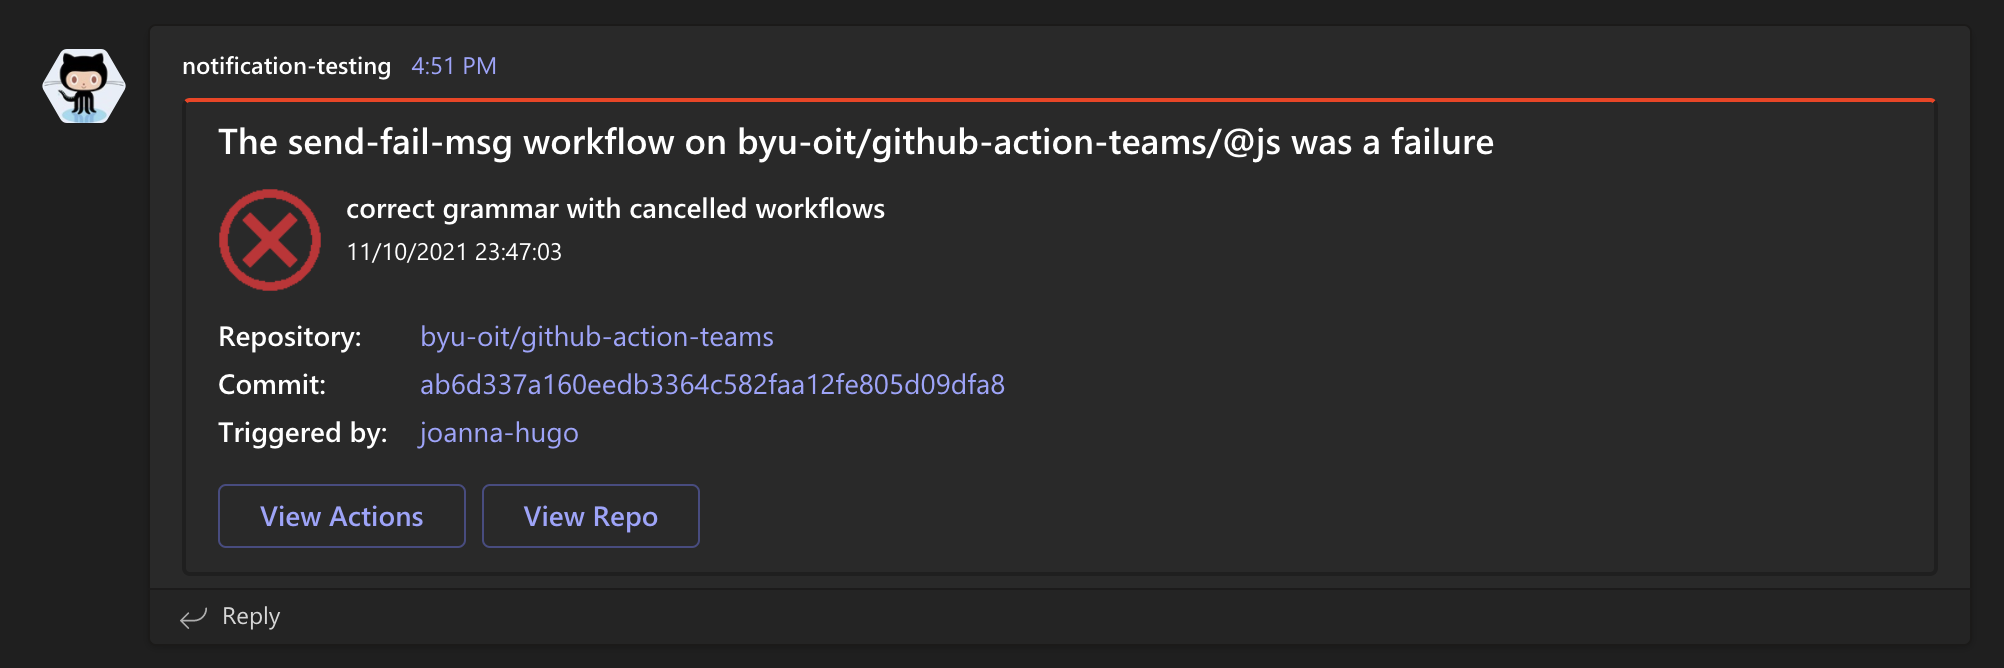 notification-testing 4:51 PM
The send-fail-msg workflow on byu-oit/github-action-teams/@js was a failure
correct grammar with cancelled workflows
11/10/2021 23:47:03
Repository: byu-oit/github-action-teams
Commit: ab6d337a160eedb3364c582faa12fe805d09dfa8
Triggered by: joanna-hugo
View Actions View Repo
Reply